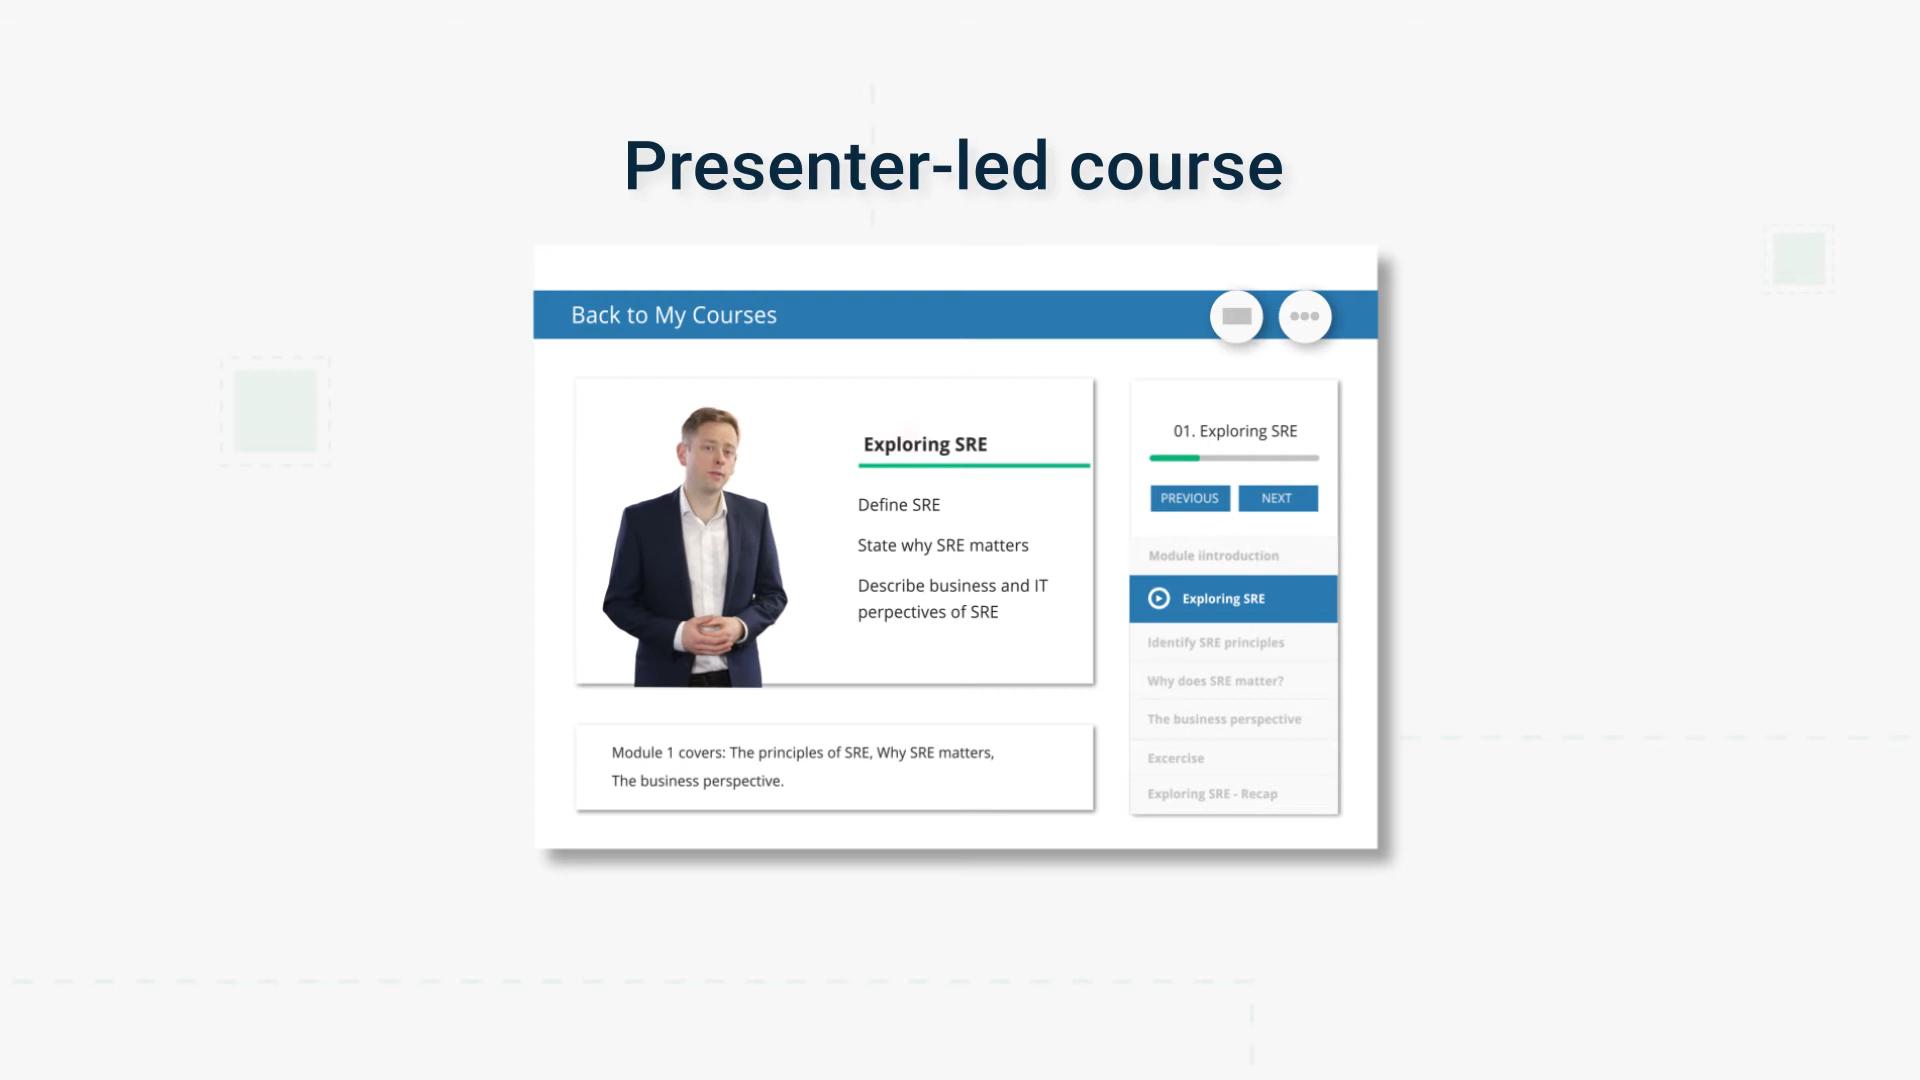 Presenter-led course
Back to My Courses
Exploring SRE
Define SRE
State why SRE matters
Describe business and IT
perpectives of SRE
Module 1 covers: The principles of SRE, Why SRE matters,
The business perspective.
01. Exploring SRE
PREVIOUS NEXT
Module iintroduction
Exploring SRE
Identify SRE principles
Why does SRE matter?
The business perspective
Excercise
Exploring SRE - Recap